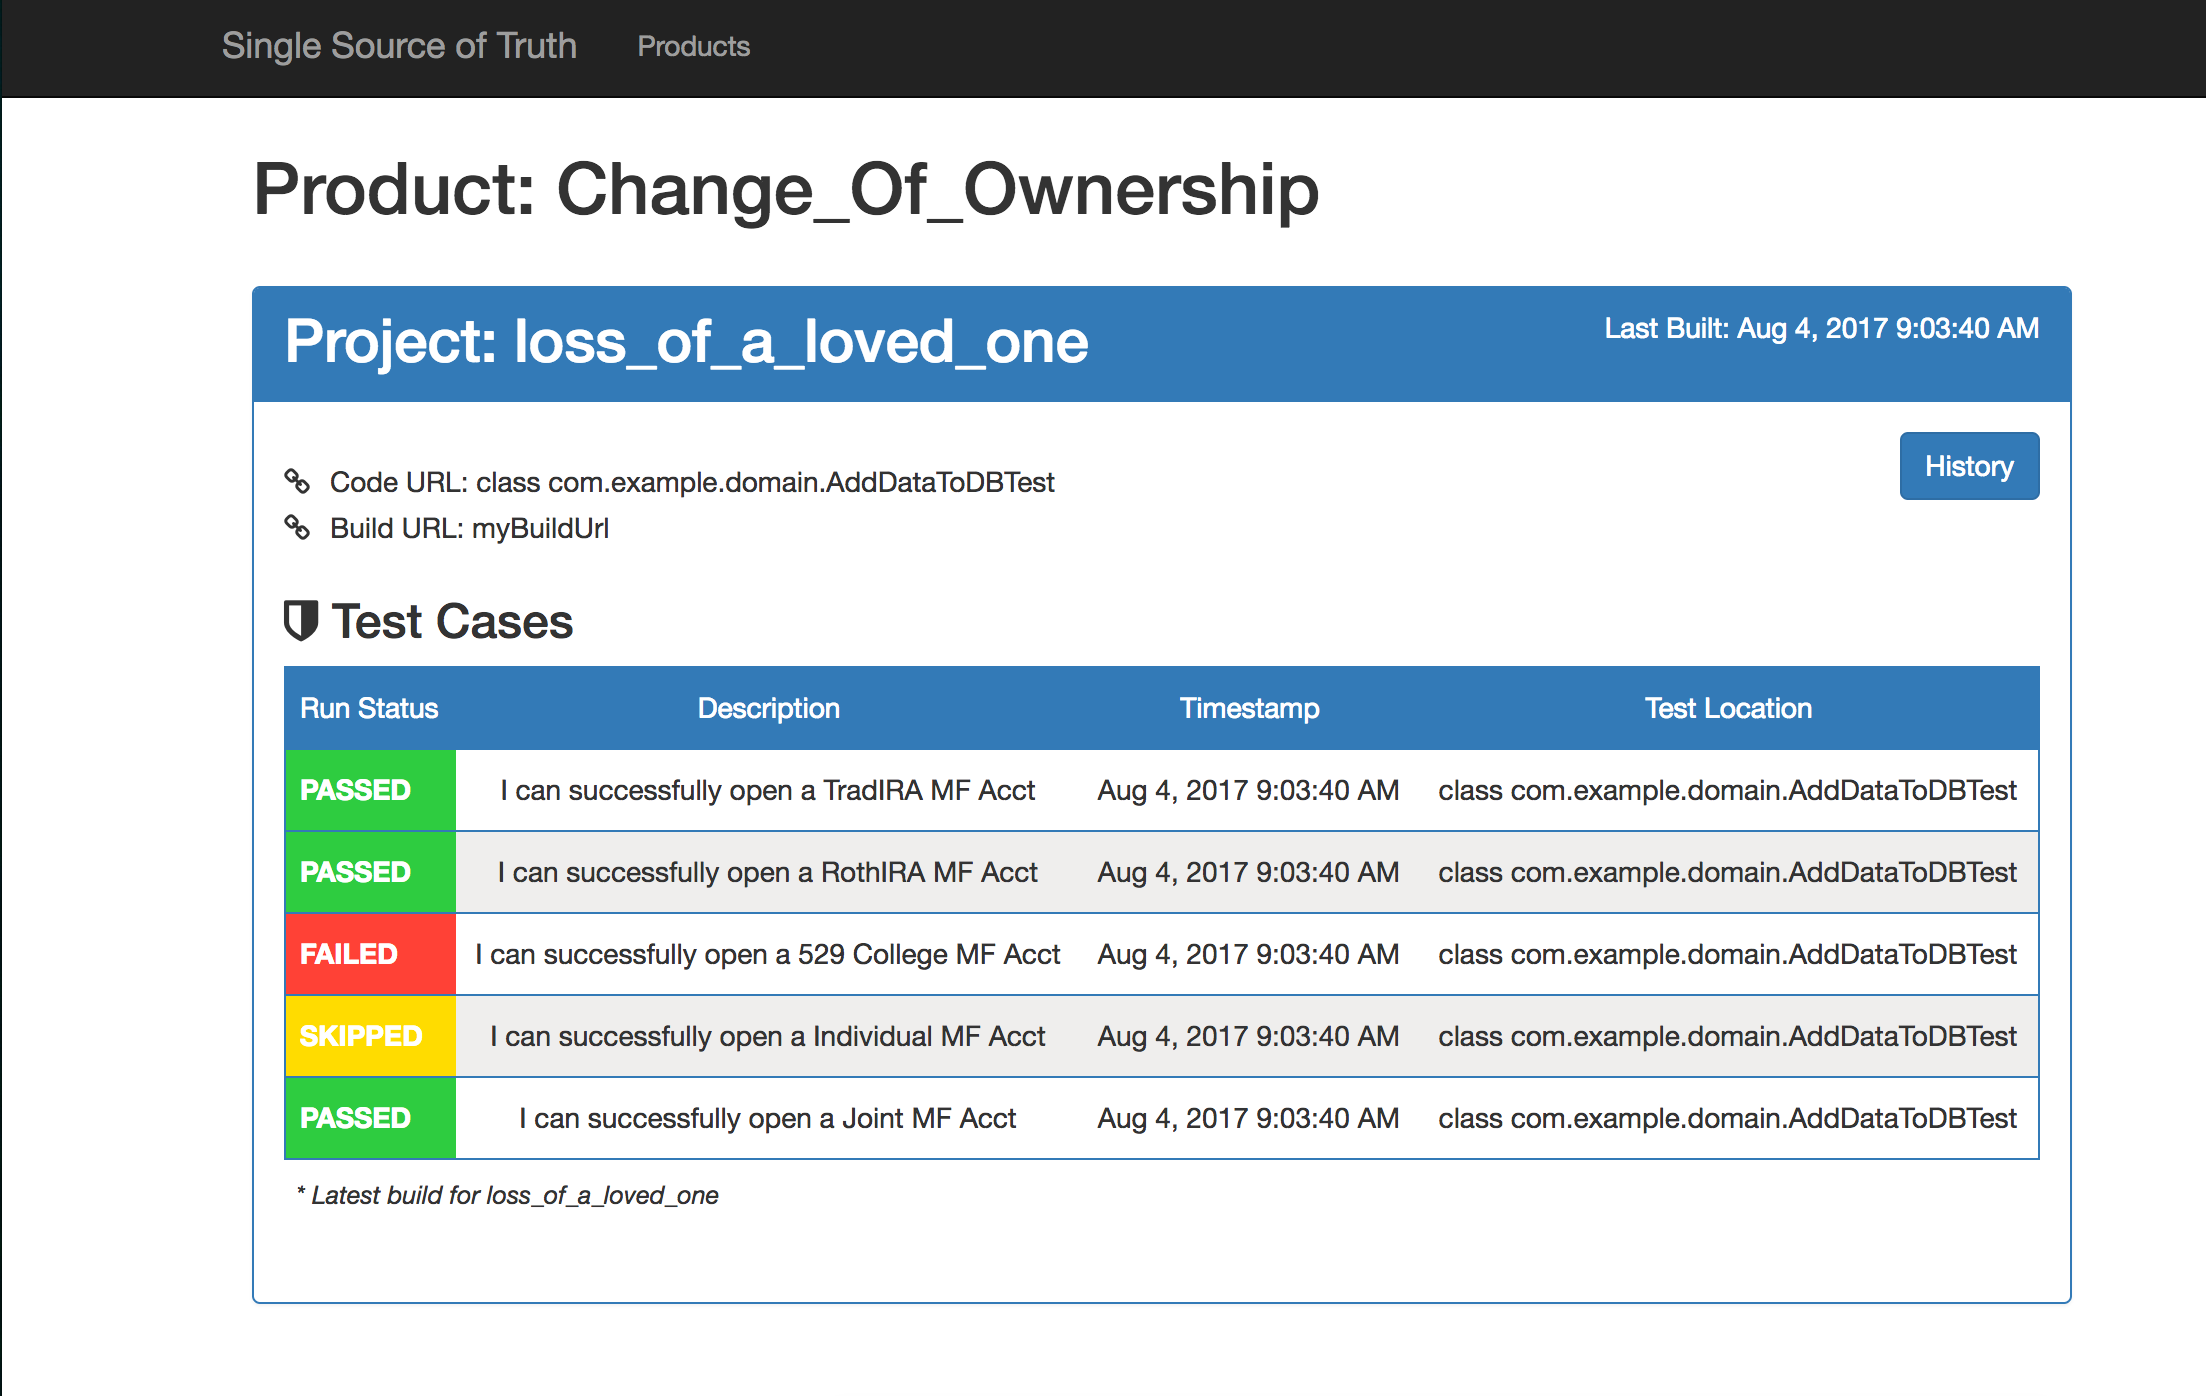 Single Source of Truth Products
Product: Change_Of_Ownership
Project: loss_of_a_loved_one
Last Built: Aug 4, 2017 9:03:40 AM
History
Code URL: class com.example.domain.AddDataToDBTest
Build URL: myBuildUrl
Test Cases
Run Status Description Timestamp Test Location
PASSED I can successfully open a TradIRA MF Acct Aug 4, 2017 9:03:40 AM class com.example.domain.AddDataToDBTest
PASSED I can successfully open a RothIRA MF Acct Aug 4, 2017 9:03:40 AM class com.example.domain.AddDataToDBTest
FAILED I can successfully open a 529 College MF Acct Aug 4, 2017 9:03:40 AM class com.example.domain.AddDataToDBTest
SKIPPED I can successfully open a Individual MF Acct Aug 4, 2017 9:03:40 AM class com.example.domain.AddDataToDBTest
PASSED I can successfully open a Joint MF Acct Aug 4, 2017 9:03:40 AM class com.example.domain.AddDataToDBTest
* Latest build for loss_of_a_loved_one